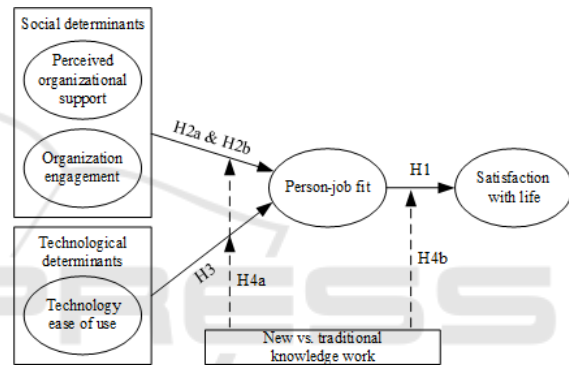 Social determinants
Perceived
organizational
support
Organization
engagement
H2a & H2b
Person-job fit
H1
Satisfaction
with life
Technological
determinants
Technology
ease of use
H3
H4a
H4b
New vs. traditional
knowledge work
PRESS